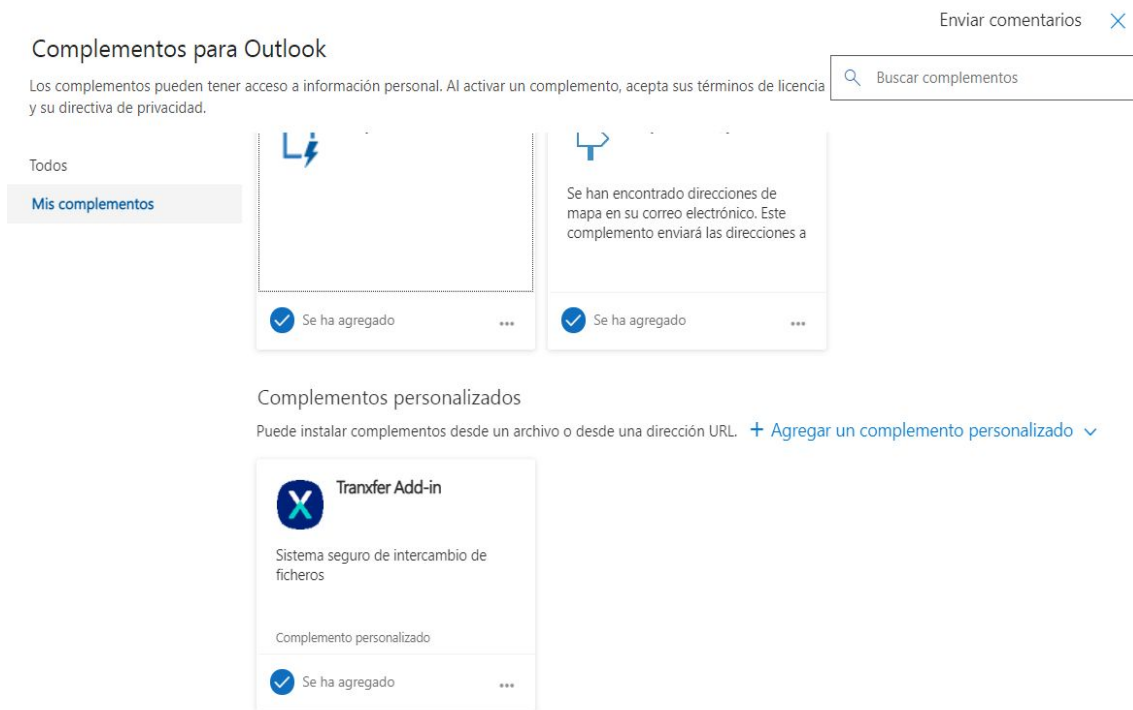 Enviar comentarios
Complementos para Outlook
Los complementos pueden tener acceso a información personal. Al activar un complemento, acepta sus términos de licencia
y su directiva de privacidad.
Buscar complementos
Todos
Mis complementos
Se han encontrado direcciones de
mapa en su correo electrónico. Este
complemento enviará las direcciones a
Se ha agregado
Se ha agregado
Complementos personalizados
Puede instalar complementos desde un archivo o desde una dirección URL. + Agregar un complemento personalizado
Tranxfer Add-in
Sistema seguro de intercambio de
ficheros
Complemento personalizado
Se ha agregado